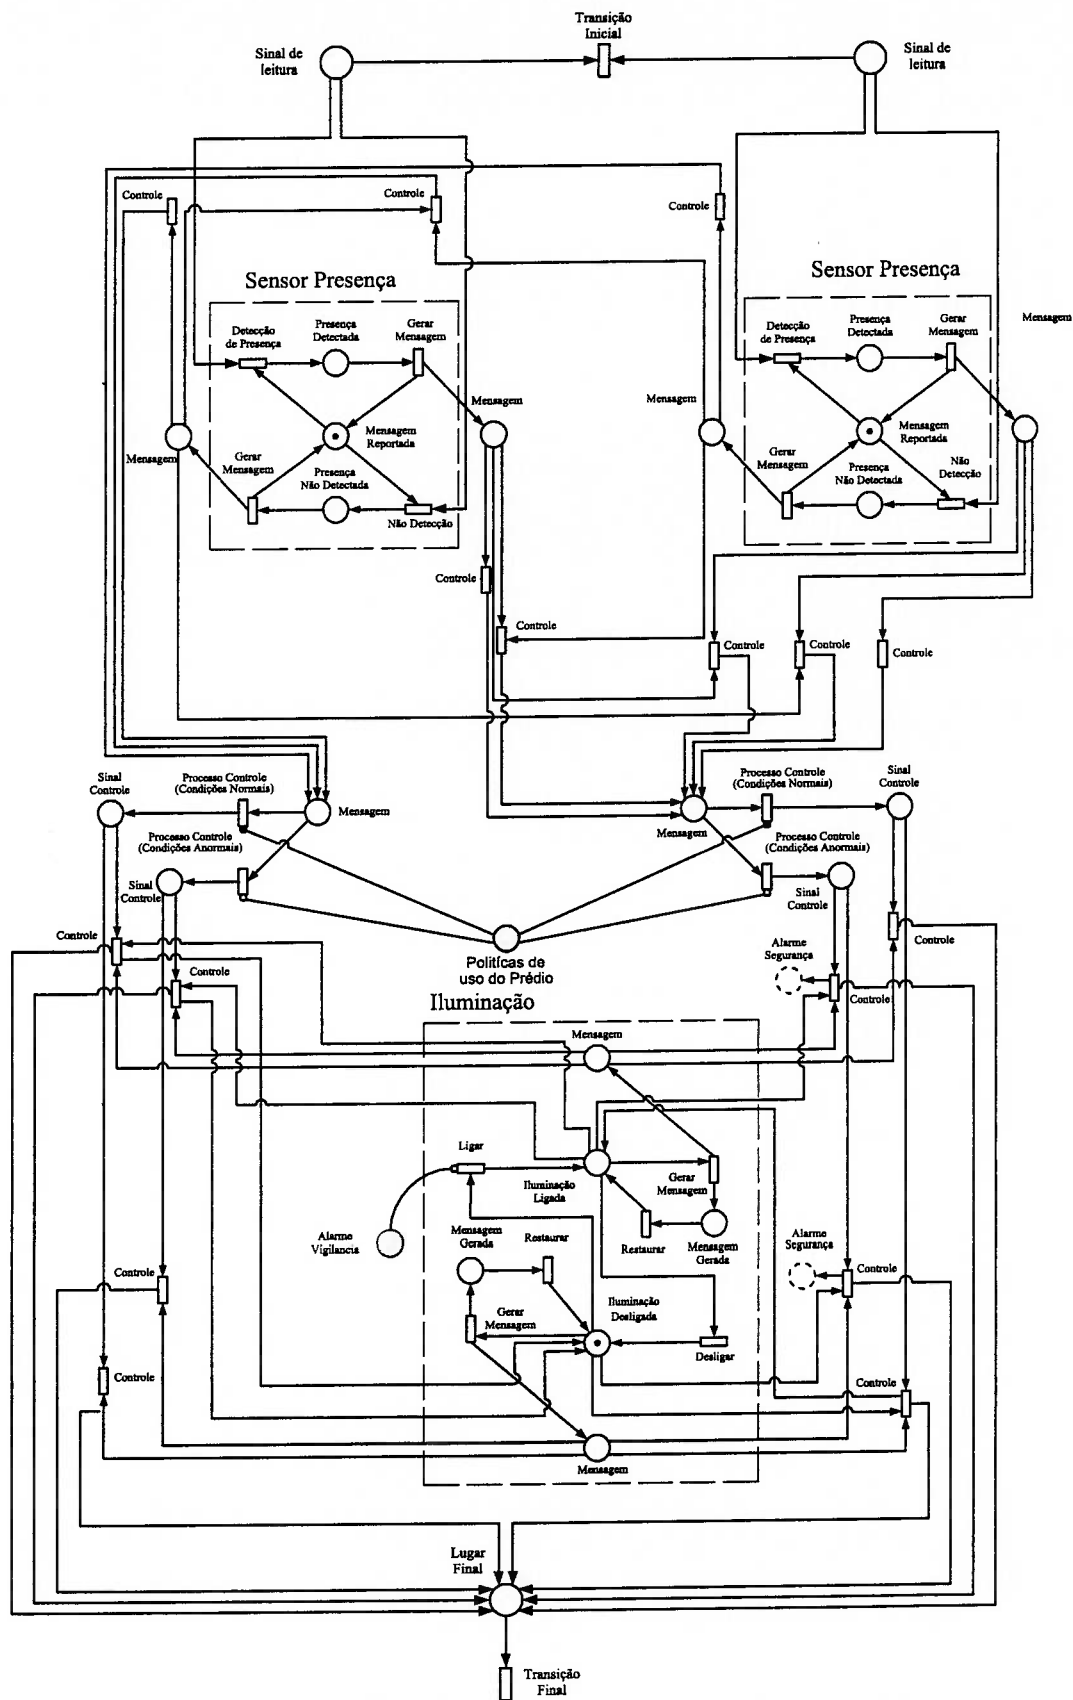 Transição
Inicial
Sinal de
leitura
Sinal de
leitura
Controle
Controle
Controle
Sensor Presença
Sensor Presença
Detecção
de Presença
Presença
Detectada
Gerar
Mensagem
Mensagem
Mensagem
Reportada
Mensagem
Gerar
Mensagem
Presença
Não Detectada
Não Detecção
Detecção
de Presença
Presença
Detectada
Gerar
Mensagem
Mensagem
Mensagem
Mensagem
Reportada
Gerar
Mensagem
Presença
Não Detectada
Não
Detecção
Controle
Controle
Controle
Controle
Controle
Sinal
Controle
Processo Controle
(Condições Normais)
Mensagem
Processo Controle
(Condições Anormais)
Sinal
Controle
Processo Controle
(Condições Normais)
Sinal
Controle
Mensagem
Processo Controle
(Condições Anormais)
Sinal
Controle
Controle
Controle
Politícas de
uso do Prédio
Alarme
Segurança
Controle
Controle
Iluminação
Mensagem
Ligar
Iluminação
Ligada
Gerar
Mensagem
Alarme
Vigilancia
Mensagem
Gerada
Restaurar
Restaurar
Mensagem
Gerada
Alarme
Segurança
Controle
Controle
Gerar
Mensagem
Iluminação
Desligada
Desligar
Controle
Controle
Mensagem
Lugar
Final
Transição
Final